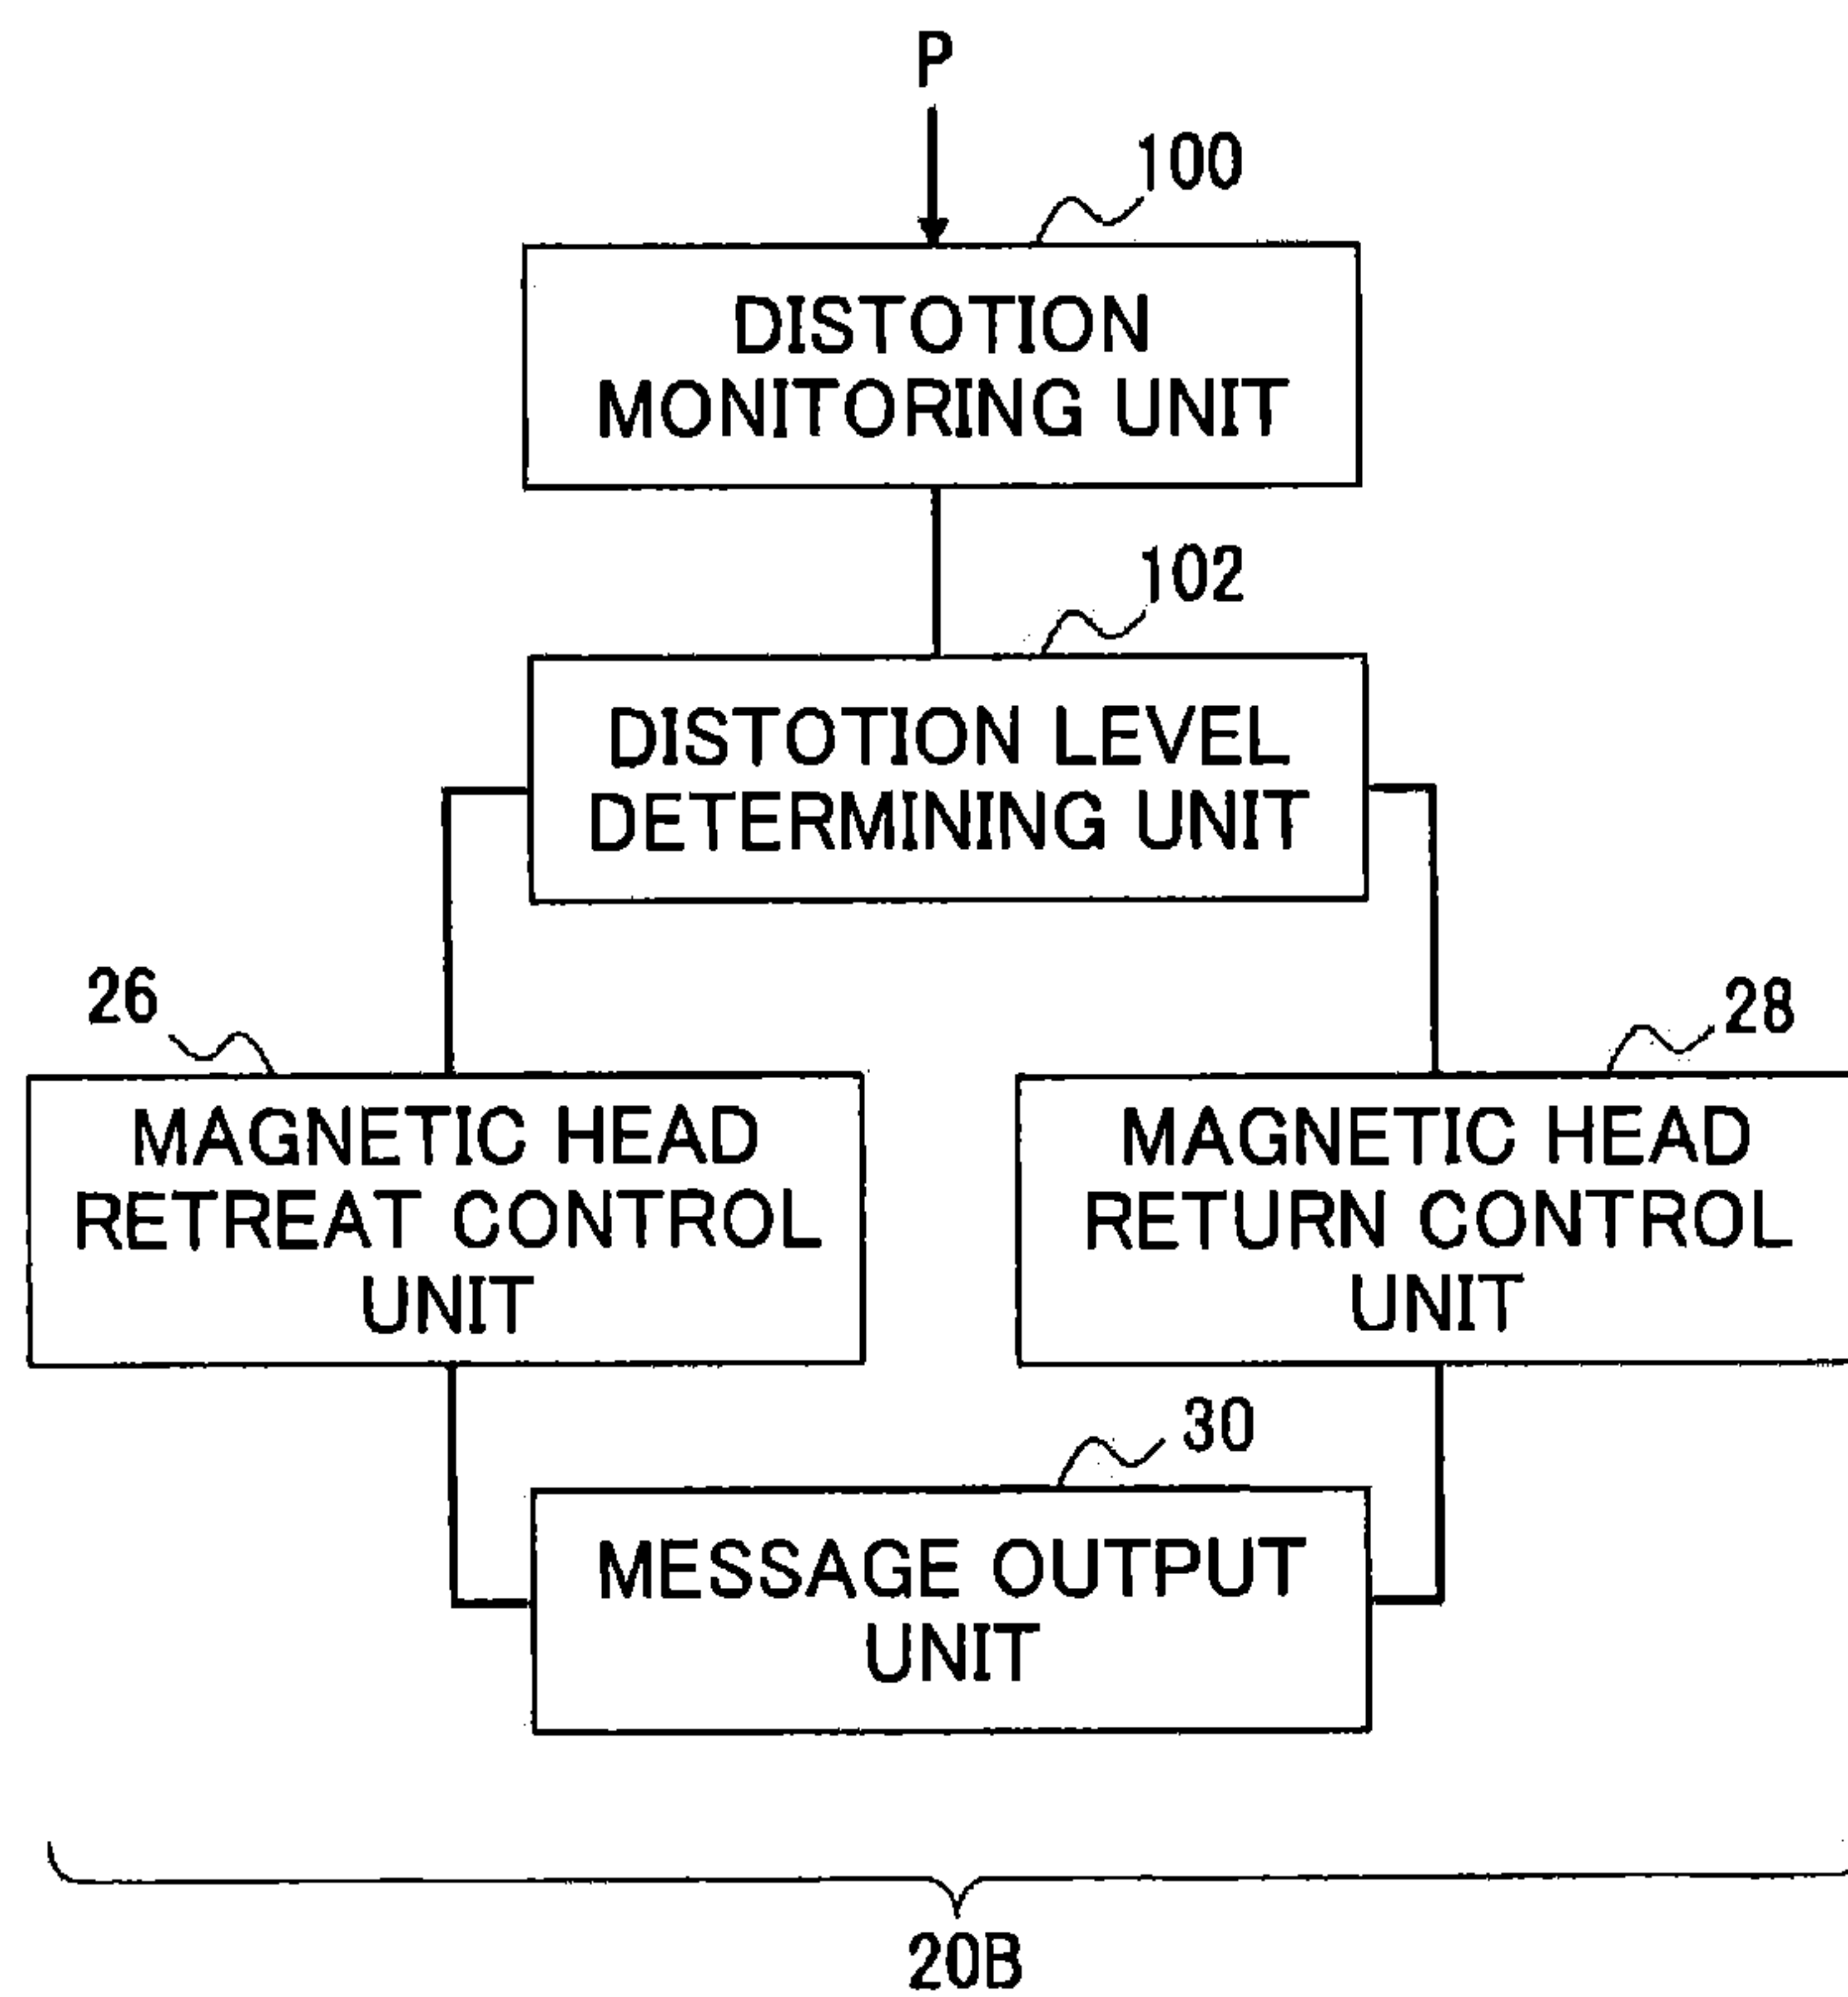 P
100
DISTOTION
MONITORING UNIT
102
DISTOTION LEVEL
DETERMINING UNIT
26
MAGNETIC HEAD
RETREAT CONTROL
UNIT
28
MAGNETIC HEAD
RETURN CONTROL
UNIT
30
MESSAGE OUTPUT
UNIT
20B